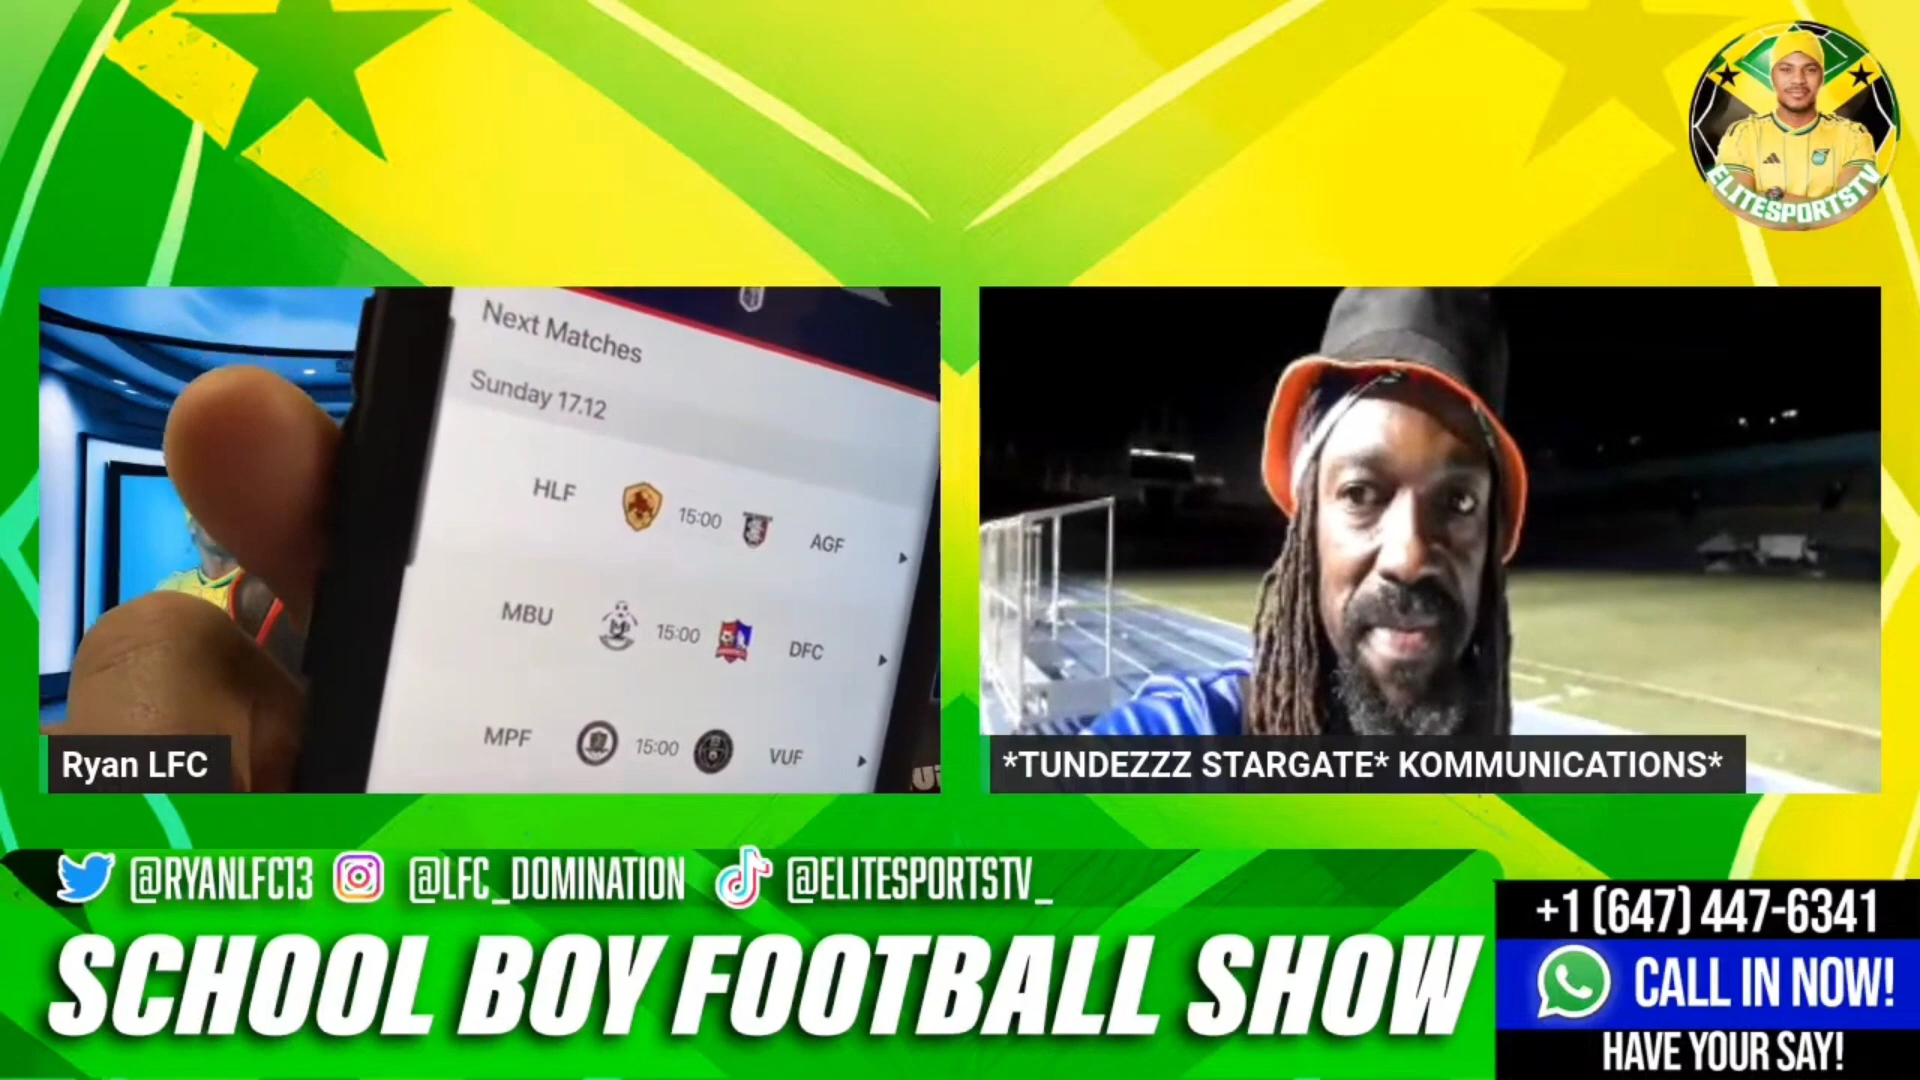 ELITESPORTSTV
Next Matches
Sunday 17.12
HLF 15:00 AGF
MBU 15:00 DFC
MPF 15:00 VUF
Ryan LFC
*TUNDEZZZ STARGATE* KOMMUNICATIONS*
@RYANLFC13 @LFC_DOMINATION @ELITESPORTSTV_
SCHOOL BOY FOOTBALL SHOW
+1 (647) 447-6341
CALL IN NOW!
HAVE YOUR SAY!